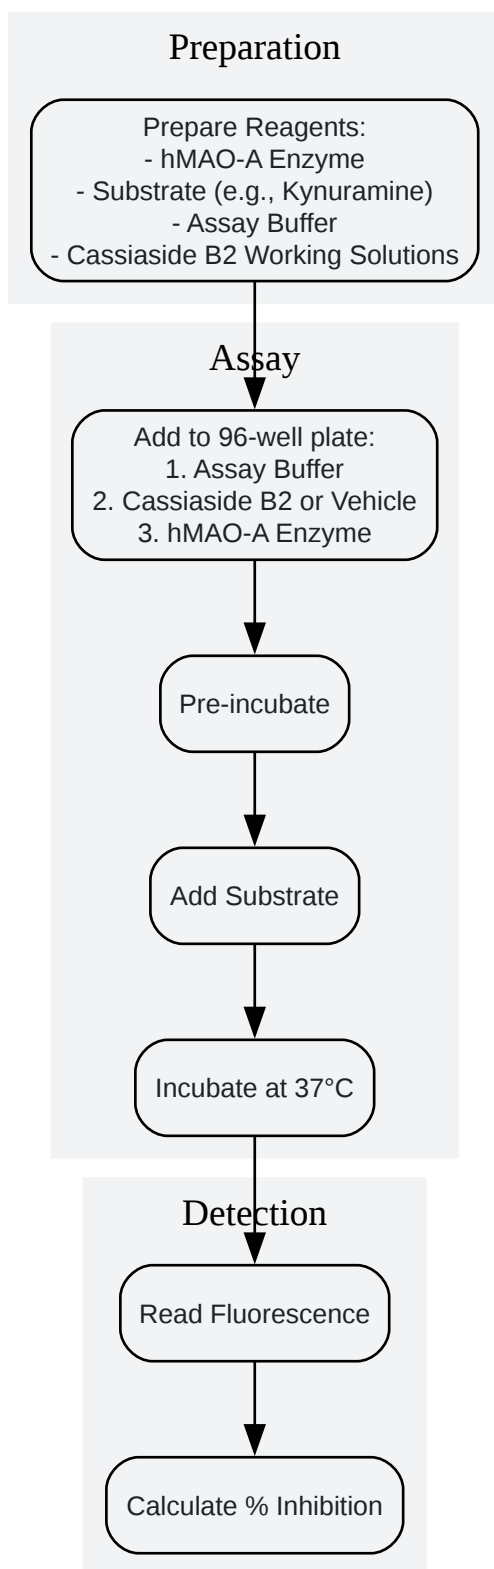 Preparation
Prepare Reagents:
- hMAO-A Enzyme
- Substrate (e.g., Kynuramine)
- Assay Buffer
- Cassiaside B2 Working Solutions
Assay
Add to 96-well plate:
1. Assay Buffer
2. Cassiaside B2 or Vehicle
3. hMAO-A Enzyme
Pre-incubate
Add Substrate
Incubate at 37°C
Detection
Read Fluorescence
Calculate % Inhibition